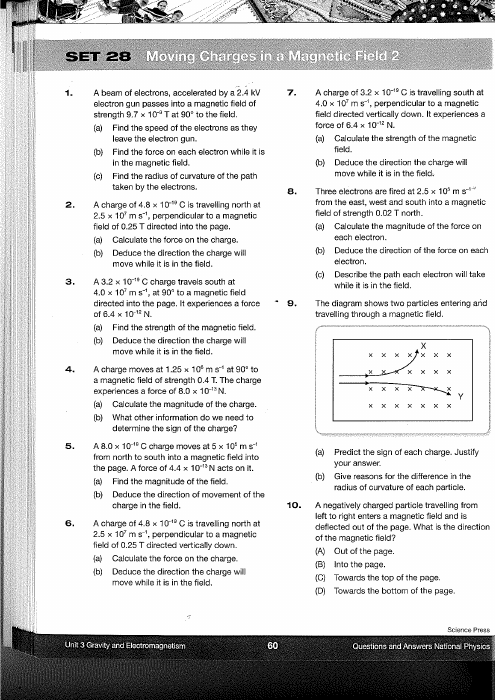 SET 28 Moving Charges in a Magnetic Field 2
1. A beam of electrons, accelerated by a 2.4 kV
electron gun passes into a magnetic field of
strength 9.7 × 10⁻³ T at 90° to the field.
(a) Find the speed of the electrons as they
leave the electron gun.
(b) Find the force on each electron while it is
in the magnetic field.
(c) Find the radius of curvature of the path
taken by the electrons.
2. A charge of 4.8 × 10⁻¹⁹ C is travelling north at
2.5 × 10⁷ m s⁻¹, perpendicular to a magnetic
field of 0.25 T directed into the page.
(a) Calculate the force on the charge.
(b) Deduce the direction the charge will
move while it is in the field.
3. A 3.2 × 10⁻¹⁹ C charge travels south at
4.0 × 10⁷ m s⁻¹, at 90° to a magnetic field
directed into the page. It experiences a force
of 6.4 × 10⁻¹² N.
(a) Find the strength of the magnetic field.
(b) Deduce the direction the charge will
move while it is in the field.
4. A charge moves at 1.25 × 10⁶ m s⁻¹ at 90° to
a magnetic field of strength 0.4 T. The charge
experiences a force of 8.0 × 10⁻¹³ N.
(a) Calculate the magnitude of the charge.
(b) What other information do we need to
determine the sign of the charge?
5. A 8.0 × 10⁻¹⁹ C charge moves at 5 × 10⁵ m s⁻¹
from north to south into a magnetic field into
the page. A force of 4.4 × 10⁻¹³ N acts on it.
(a) Find the magnitude of the field.
(b) Deduce the direction of movement of the
charge in the field.
6. A charge of 4.8 × 10⁻¹⁹ C is travelling north at
2.5 × 10⁷ m s⁻¹, perpendicular to a magnetic
field of 0.25 T directed vertically down.
(a) Calculate the force on the charge.
(b) Deduce the direction the charge will
move while it is in the field.
7. A charge of 3.2 × 10⁻¹⁹ C is travelling south at
4.0 × 10⁷ m s⁻¹, perpendicular to a magnetic
field directed vertically down. It experiences a
force of 6.4 × 10⁻¹² N.
(a) Calculate the strength of the magnetic
field.
(b) Deduce the direction the charge will
move while it is in the field.
8. Three electrons are fired at 2.5 × 10⁵ m s⁻¹
from the east, west and south into a magnetic
field of strength 0.02 T north.
(a) Calculate the magnitude of the force on
each electron.
(b) Deduce the direction of the force on each
electron.
(c) Describe the path each electron will take
while it is in the field.
9. The diagram shows two particles entering and
travelling through a magnetic field.
X
× × × × × × ×
× × × × × × ×
× × × × × × ×
Y
× × × × × × ×
(a) Predict the sign of each charge. Justify
your answer.
(b) Give reasons for the difference in the
radius of curvature of each particle.
10. A negatively charged particle travelling from
left to right enters a magnetic field and is
deflected out of the page. What is the direction
of the magnetic field?
(A) Out of the page.
(B) Into the page.
(C) Towards the top of the page.
(D) Towards the bottom of the page.
Science Press
Unit 3 Gravity and Electromagnetism
60
Questions and Answers National Physics